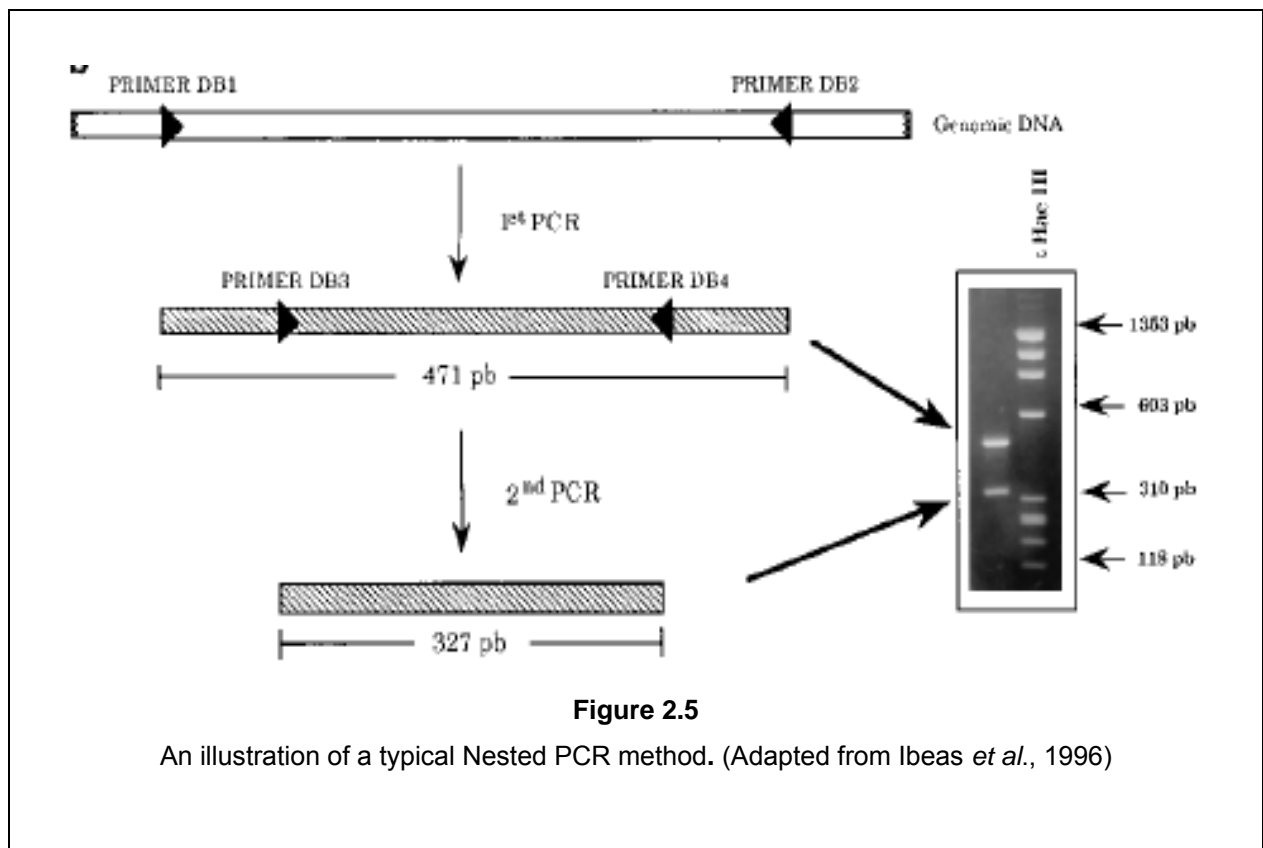 PRIMER DB1
PRIMER DB2
Genomic DNA
1st PCR
Hae III
PRIMER DB3
PRIMER DB4
1353 pb
471 pb
603 pb
2nd PCR
310 pb
118 pb
327 pb
Figure 2.5
An illustration of a typical Nested PCR method. (Adapted from Ibeas et al., 1996)